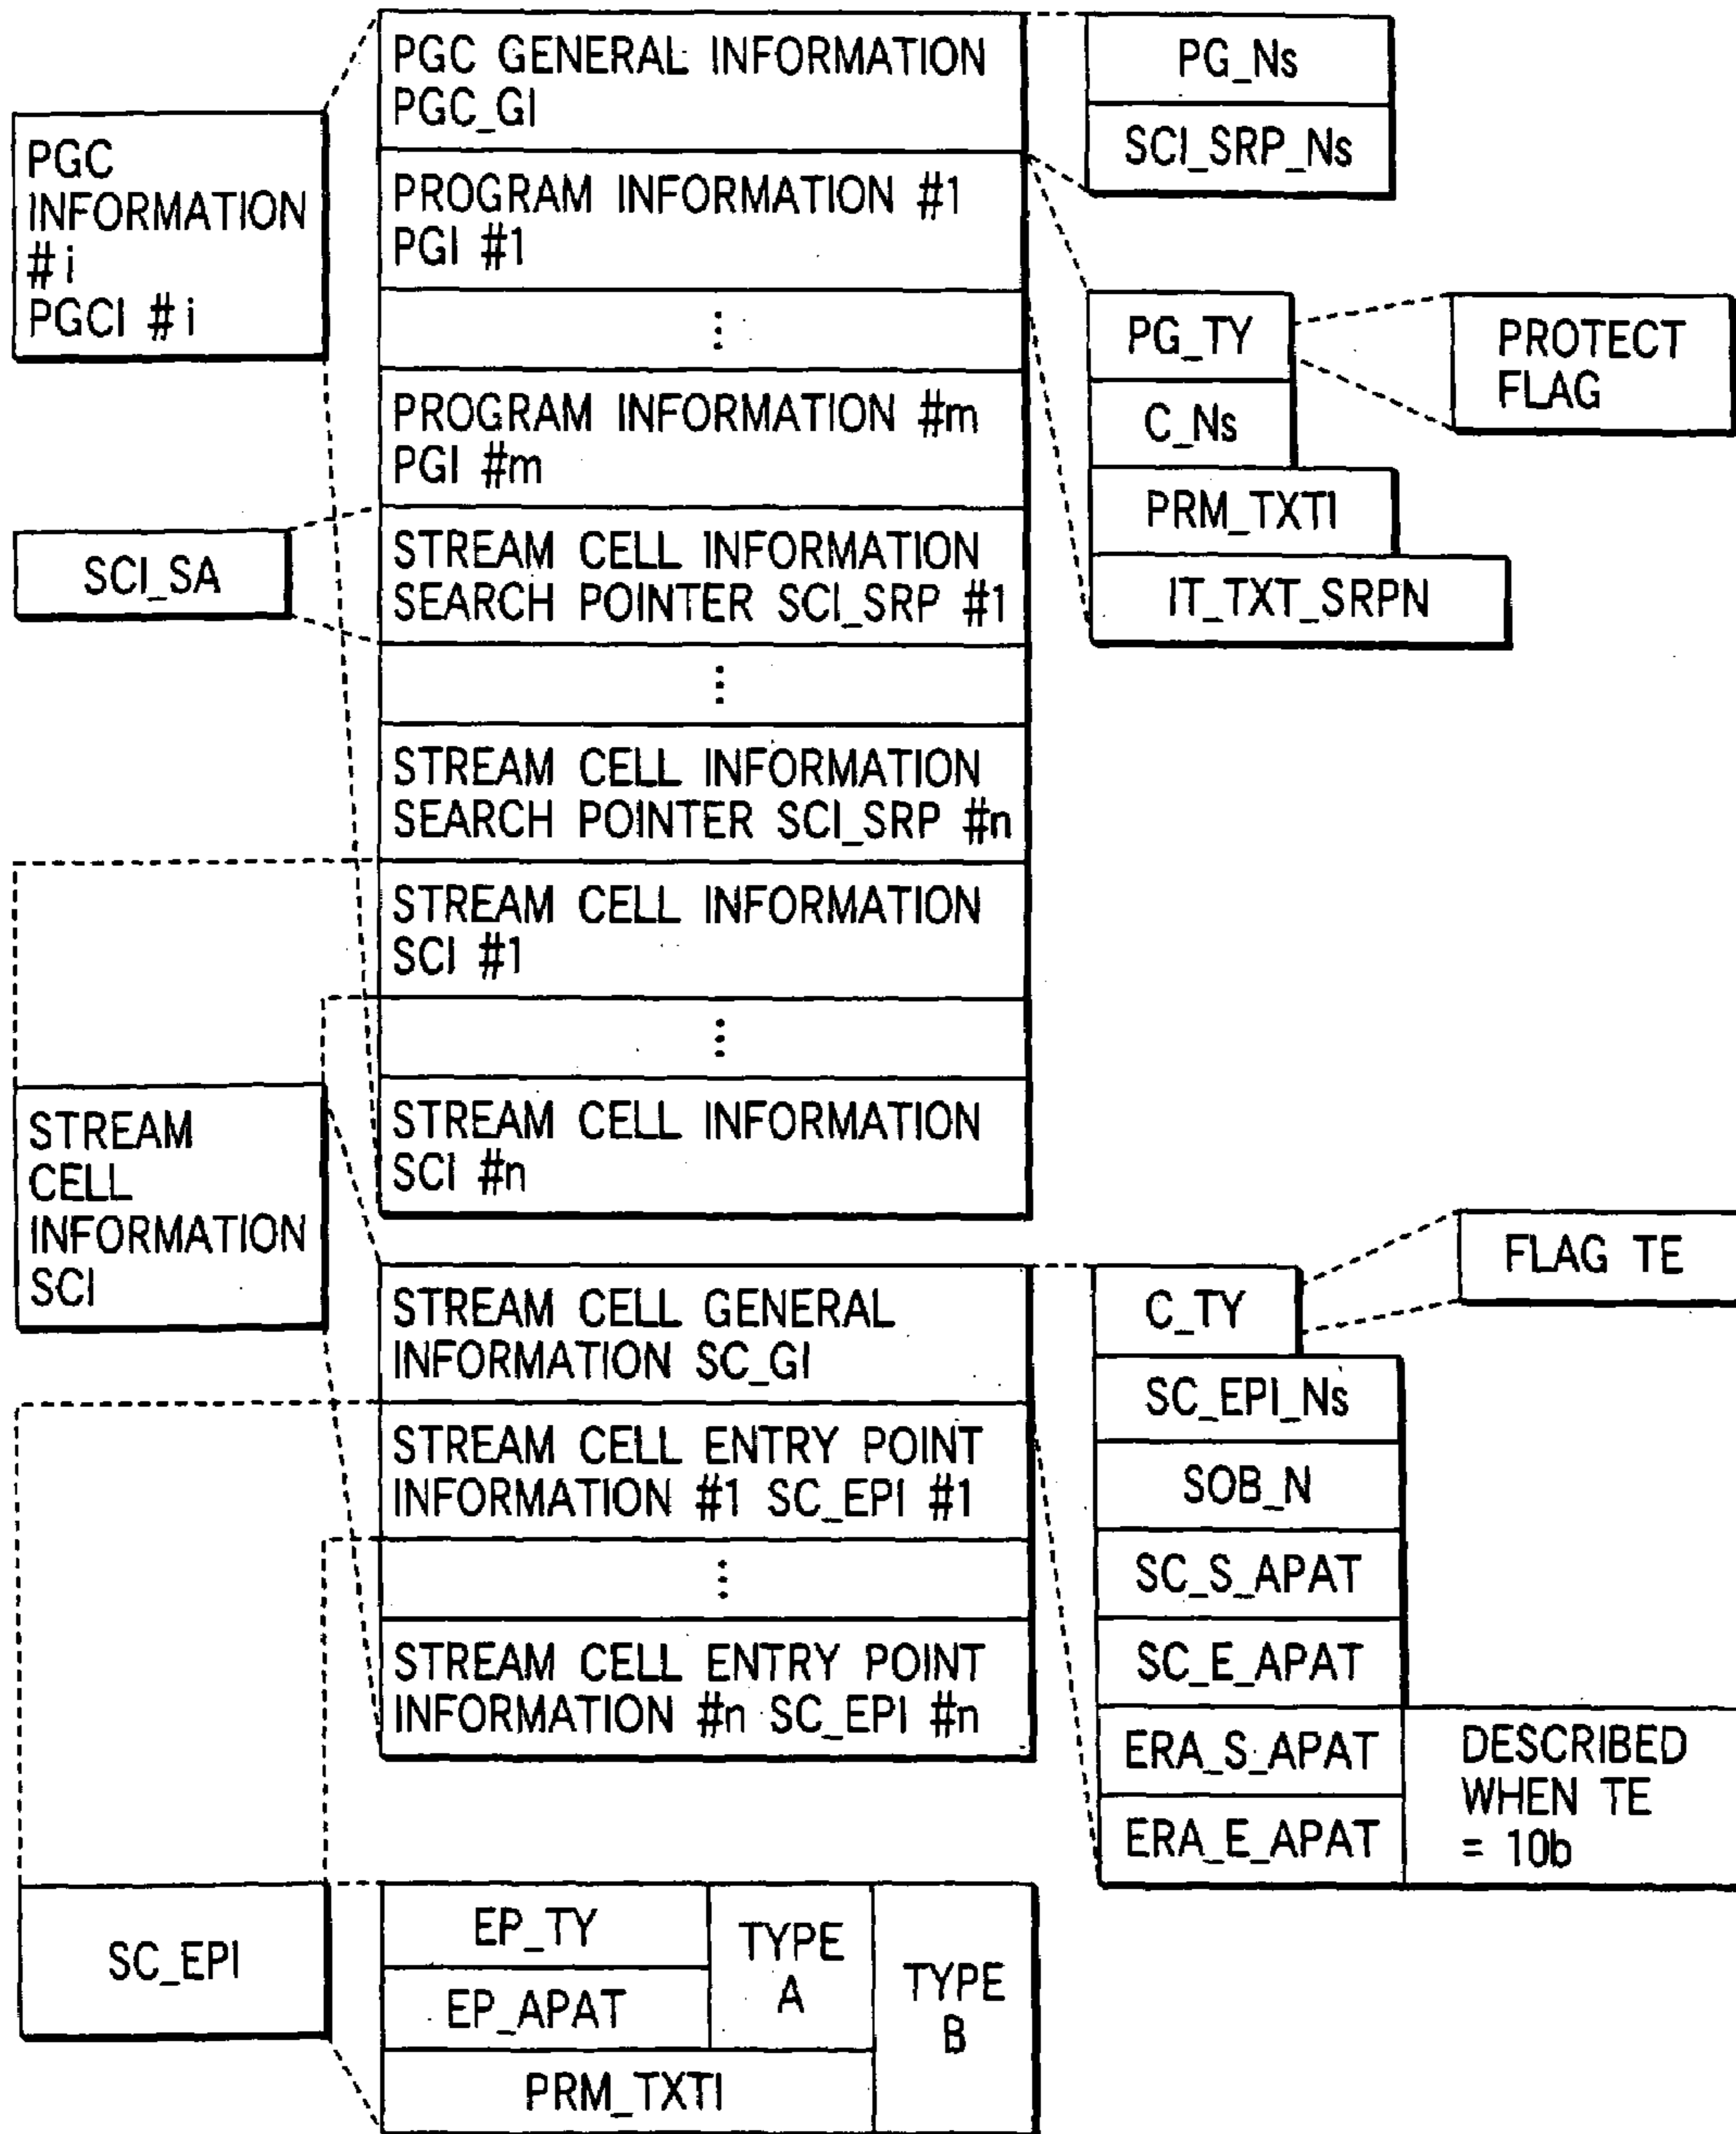 PGC GENERAL INFORMATION
PGC_GI
PG_Ns
SCI_SRP_Ns
PGC
INFORMATION
#i
PGCI #i
PROGRAM INFORMATION #1
PGI #1
⋮
PG_TY
PROTECT
FLAG
C_Ns
PROGRAM INFORMATION #m
PGI #m
PRM_TXTI
IT_TXT_SRPN
SCI_SA
STREAM CELL INFORMATION
SEARCH POINTER SCI_SRP #1
⋮
STREAM CELL INFORMATION
SEARCH POINTER SCI_SRP #n
STREAM CELL INFORMATION
SCI #1
⋮
STREAM CELL INFORMATION
SCI #n
STREAM
CELL
INFORMATION
SCI
STREAM CELL GENERAL
INFORMATION SC_GI
C_TY
FLAG TE
SC_EPI_Ns
SOB_N
SC_S_APAT
SC_E_APAT
ERA_S_APAT
ERA_E_APAT
DESCRIBED
WHEN TE
= 10b
STREAM CELL ENTRY POINT
INFORMATION #1 SC_EPI #1
⋮
STREAM CELL ENTRY POINT
INFORMATION #n SC_EPI #n
SC_EPI
EP_TY
EP_APAT
TYPE
A
TYPE
B
PRM_TXTI